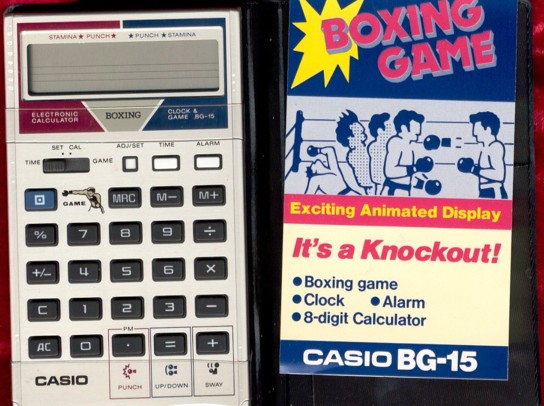 STAMINA ★ PUNCH ★ ★ PUNCH ★ STAMINA
ELECTRONIC CALCULATOR
BOXING
CLOCK & GAME BG-15
SET CAL
TIME GAME
ADJ/SET TIME ALARM
GAME MRC M− M+
% 7 8 9 ÷
+/− 4 5 6 ×
C 1 2 3 −
PM
AC 0 · = +
PUNCH UP/DOWN SWAY
CASIO
BOXING
GAME
Exciting Animated Display
It's a Knockout!
●Boxing game
●Clock ●Alarm
●8-digit Calculator
CASIO BG-15